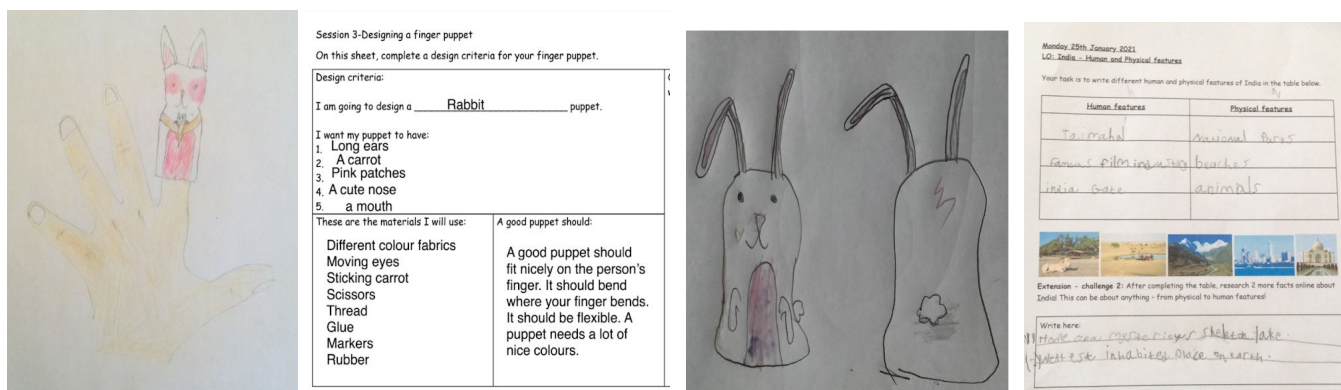 Session 3-Designing a finger puppet
On this sheet, complete a design criteria for your finger puppet.
Design criteria:
I am going to design a Rabbit puppet.
I want my puppet to have:
1. Long ears
2. A carrot
3. Pink patches
4. A cute nose
5. a mouth
These are the materials I will use:
Different colour fabrics
Moving eyes
Sticking carrot
Scissors
Thread
Glue
Markers
Rubber
A good puppet should:
A good puppet should
fit nicely on the person's
finger. It should bend
where your finger bends.
It should be flexible. A
puppet needs a lot of
nice colours.
Monday 25th January 2021
LO: India - Human and Physical features
Your task is to write different human and physical features of India in the table below.
Human features Physical features
Tajmahal National Parks
Famous film industry beaches
india Gate animals
Extension - challenge 2: After completing the table, research 2 more facts online about
India! This can be about anything - from physical to human features!
Write here:
Home mysterious skeleton lake.
wettest inhabited place on earth.